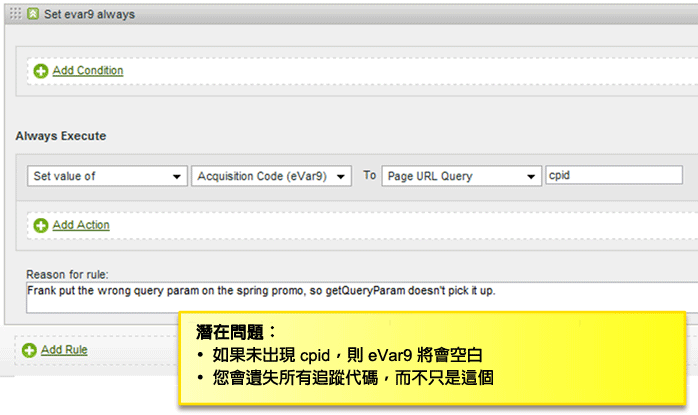 Set evar9 always
Add Condition
Always Execute
Set value of Acquisition Code (eVar9) To Page URL Query cpid
Add Action
Reason for rule:
Frank put the wrong query param on the spring promo, so getQueryParam doesn't pick it up.
Add Rule
潛在問題：
• 如果未出現 cpid，則 eVar9 將會空白
• 您會遺失所有追蹤代碼，而不只是這個